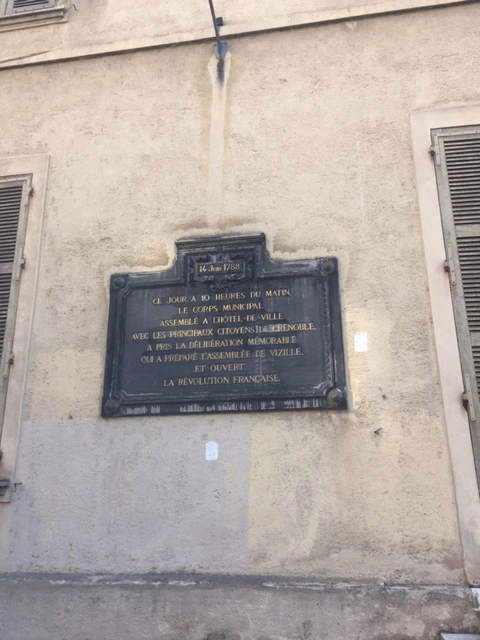 14 Juin 1788
CE JOUR A 10 HEURES DU MATIN
LE CORPS MUNICIPAL
ASSEMBLÉ A L'HÔTEL-DE-VILLE
AVEC LES PRINCIPAUX CITOYENS DE GRENOBLE,
A PRIS LA DÉLIBÉRATION MÉMORABLE
QUI A PRÉPARÉ L'ASSEMBLÉE DE VIZILLE,
ET OUVERT
LA RÉVOLUTION FRANÇAISE.